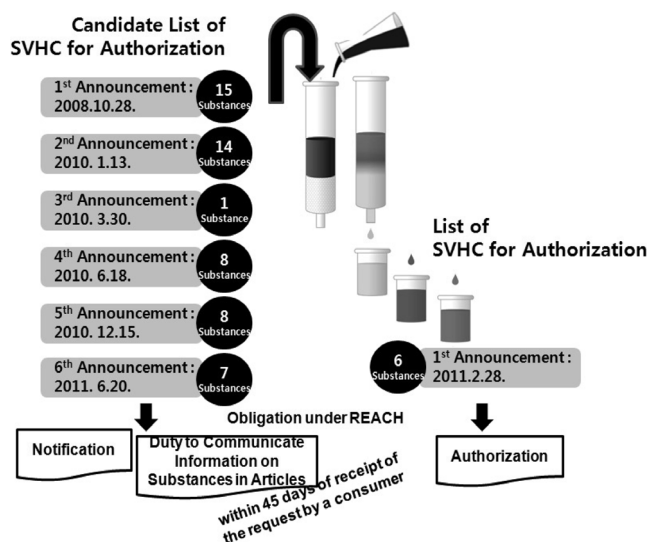 Candidate List of
SVHC for Authorization
1st Announcement :
2008.10.28.
15
Substances
2nd Announcement :
2010. 1.13.
14
Substances
3rd Announcement :
2010. 3.30.
1
Substance
4th Announcement :
2010. 6.18.
8
Substances
5th Announcement :
2010. 12.15.
8
Substances
6th Announcement :
2011. 6.20.
7
Substances
List of
SVHC for Authorization
6
Substances
1st Announcement :
2011.2.28.
Obligation under REACH
Notification
Duty to Communicate
Information on
Substances in Articles
within 45 days of receipt of
the request by a consumer
Authorization